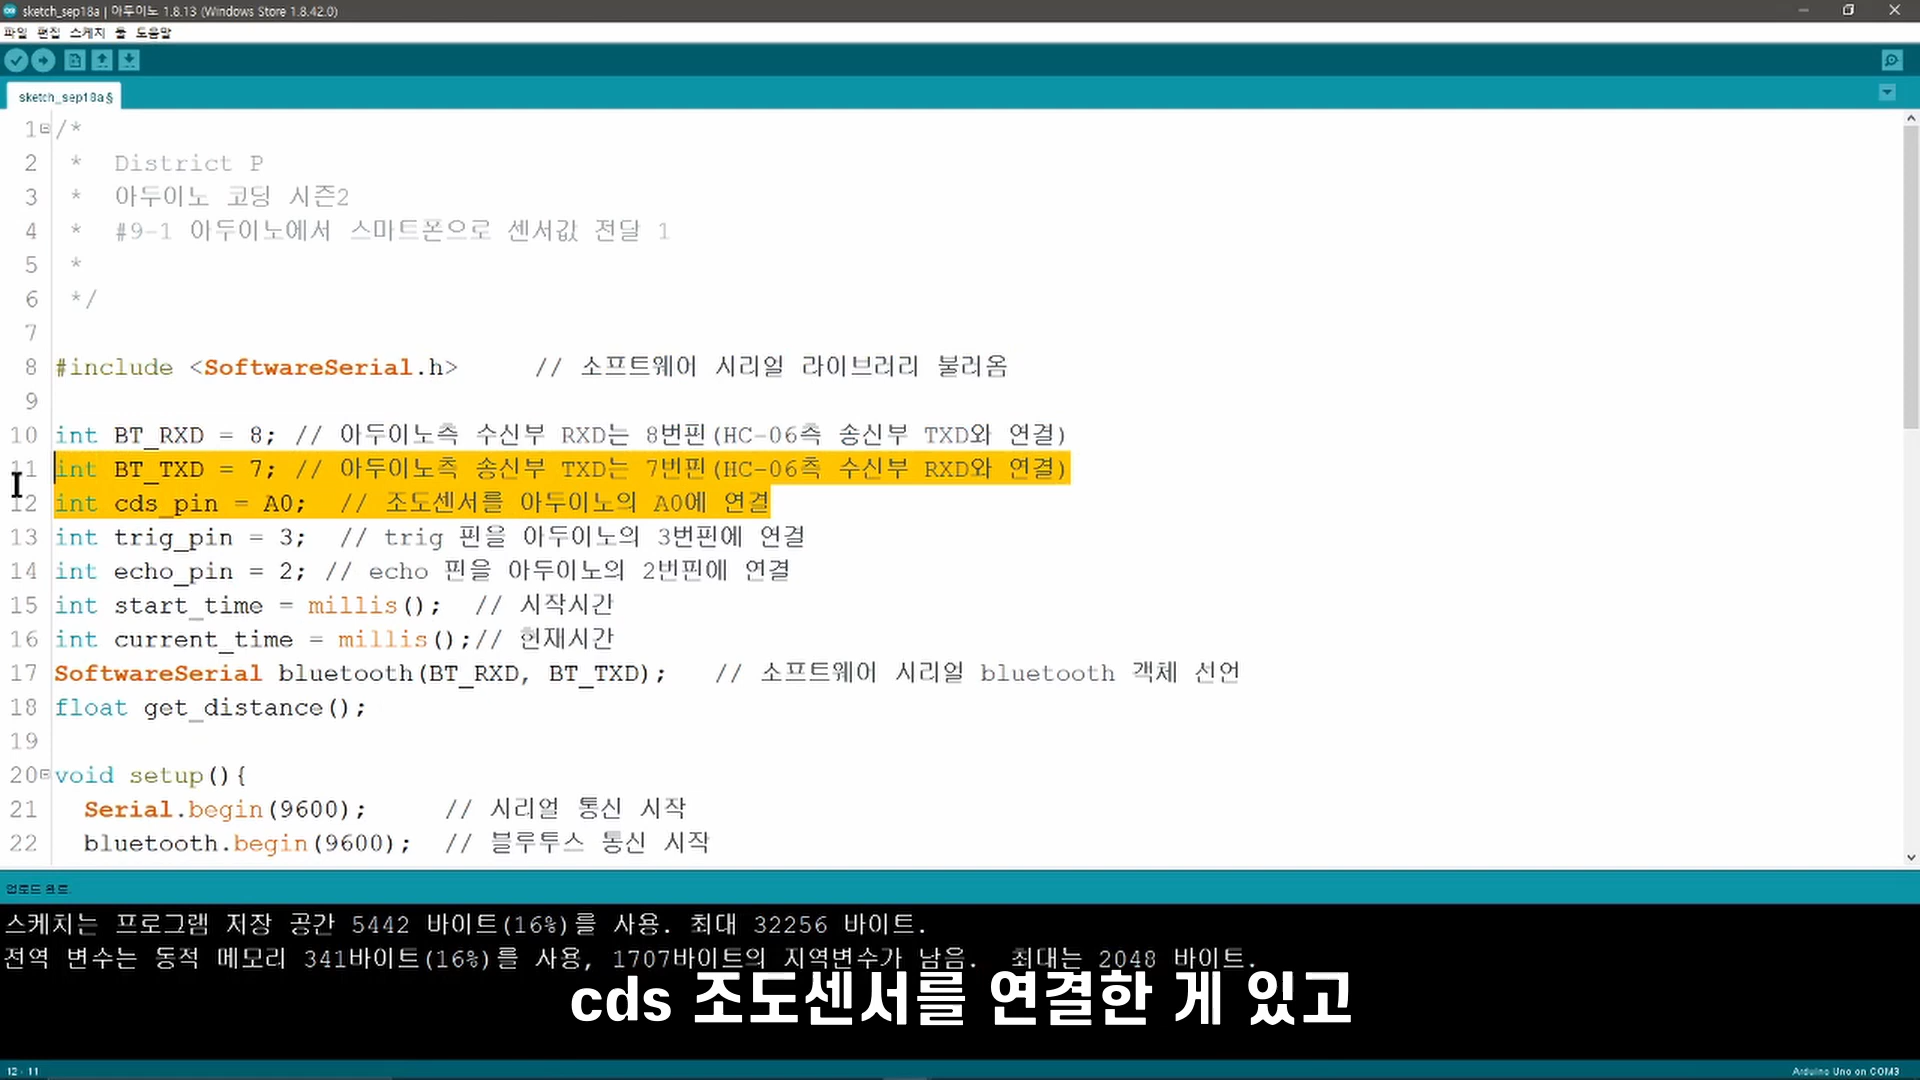 sketch_sep18a | 아두이노 1.8.13 (Windows Store 1.8.42.0)
파일 편집 스케치 툴 도움말
sketch_sep18a§
1 /*
2  *  District P
3  *  아두이노 코딩 시즌2
4  *  #9-1 아두이노에서 스마트폰으로 센서값 전달 1
5  *
6  */
7
8 #include <SoftwareSerial.h>     // 소프트웨어 시리얼 라이브러리 불러옴
9
10 int BT_RXD = 8; // 아두이노측 수신부 RXD는 8번핀(HC-06측 송신부 TXD와 연결)
11 int BT_TXD = 7; // 아두이노측 송신부 TXD는 7번핀(HC-06측 수신부 RXD와 연결)
12 int cds_pin = A0;  // 조도센서를 아두이노의 A0에 연결
13 int trig_pin = 3;  // trig 핀을 아두이노의 3번핀에 연결
14 int echo_pin = 2; // echo 핀을 아두이노의 2번핀에 연결
15 int start_time = millis();  // 시작시간
16 int current_time = millis();// 현재시간
17 SoftwareSerial bluetooth(BT_RXD, BT_TXD);   // 소프트웨어 시리얼 bluetooth 객체 선언
18 float get_distance();
19
20 void setup(){
21   Serial.begin(9600);     // 시리얼 통신 시작
22   bluetooth.begin(9600);  // 블루투스 통신 시작
업로드 완료.
스케치는 프로그램 저장 공간 5442 바이트(16%)를 사용. 최대 32256 바이트.
전역 변수는 동적 메모리 341바이트(16%)를 사용, 1707바이트의 지역변수가 남음.  최대는 2048 바이트.
cds 조도센서를 연결한 게 있고
12 - 11
Arduino Uno on COM3